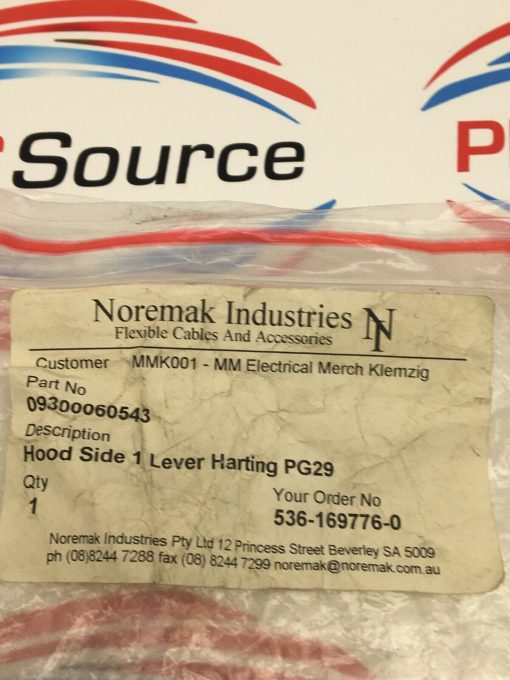 Source
P
Noremak Industries
Flexible Cables And Accessories
Customer MMK001 - MM Electrical Merch Klemzig
Part No
09300060543
Description
Hood Side 1 Lever Harting PG29
Qty
1
Your Order No
536-169776-0
Noremak Industries Pty Ltd 12 Princess Street Beverley SA 5009
ph (08)8244 7288 fax (08) 8244 7299 noremak@noremak.com.au